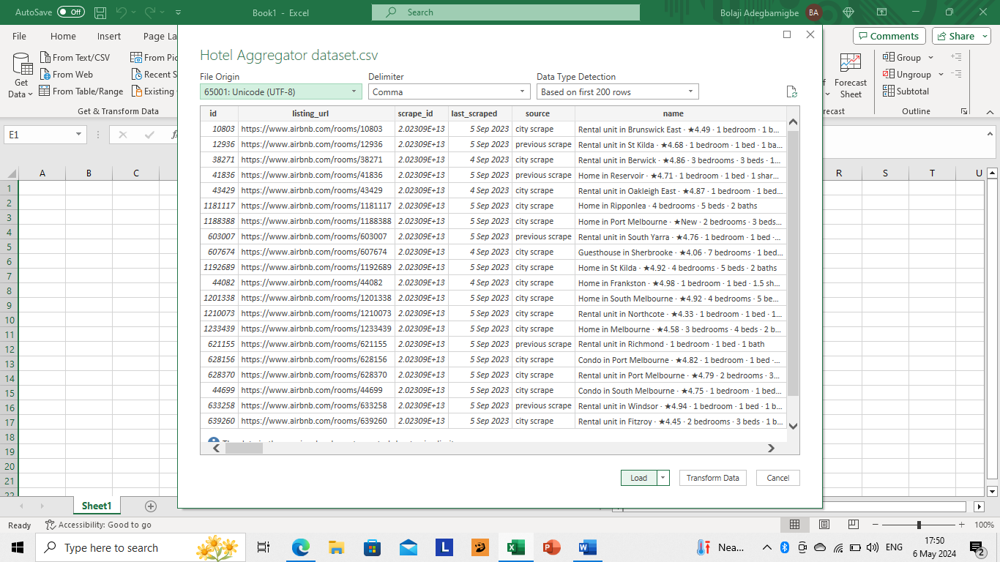 AutoSave Off Book1 - Excel Search Bolaji Adegbamigbe BA
File Home Insert Page La Comments Share
From Text/CSV From Pic
From Web Recent S
From Table/Range Existing
Get Data
Get & Transform Data
Forecast Sheet
recast
Group
Ungroup
Subtotal
Outline
E1
Hotel Aggregator dataset.csv
File Origin Delimiter Data Type Detection
65001: Unicode (UTF-8) Comma Based on first 200 rows
id listing_url scrape_id last_scraped source name
10803 https://www.airbnb.com/rooms/10803 2.02309E+13 5 Sep 2023 city scrape Rental unit in Brunswick East · ★4.49 · 1 bedroom · 1 b...
12936 https://www.airbnb.com/rooms/12936 2.02309E+13 5 Sep 2023 previous scrape Rental unit in St Kilda · ★4.68 · 1 bedroom · 1 bed · 1 ba...
38271 https://www.airbnb.com/rooms/38271 2.02309E+13 4 Sep 2023 city scrape Rental unit in Berwick · ★4.86 · 3 bedrooms · 3 beds · 1...
41836 https://www.airbnb.com/rooms/41836 2.02309E+13 5 Sep 2023 previous scrape Home in Reservoir · ★4.71 · 1 bedroom · 1 bed · 1 shar...
43429 https://www.airbnb.com/rooms/43429 2.02309E+13 4 Sep 2023 city scrape Rental unit in Oakleigh East · ★4.87 · 1 bedroom · 1 bed...
1181117 https://www.airbnb.com/rooms/1181117 2.02309E+13 5 Sep 2023 city scrape Home in Ripponlea · 4 bedrooms · 5 beds · 2 baths
1188388 https://www.airbnb.com/rooms/1188388 2.02309E+13 5 Sep 2023 city scrape Home in Port Melbourne · ★New · 2 bedrooms · 3 beds...
603007 https://www.airbnb.com/rooms/603007 2.02309E+13 5 Sep 2023 previous scrape Rental unit in South Yarra · ★4.76 · 1 bedroom · 1 bed ·...
607674 https://www.airbnb.com/rooms/607674 2.02309E+13 4 Sep 2023 city scrape Guesthouse in Sherbrooke · ★4.06 · 7 bedrooms · 1 bed...
1192689 https://www.airbnb.com/rooms/1192689 2.02309E+13 5 Sep 2023 city scrape Home in St Kilda · ★4.92 · 4 bedrooms · 5 beds · 2 baths
44082 https://www.airbnb.com/rooms/44082 2.02309E+13 4 Sep 2023 city scrape Home in Frankston · ★4.98 · 1 bedroom · 1 bed · 1.5 sh...
1201338 https://www.airbnb.com/rooms/1201338 2.02309E+13 5 Sep 2023 city scrape Home in South Melbourne · ★4.92 · 4 bedrooms · 5 be...
1210073 https://www.airbnb.com/rooms/1210073 2.02309E+13 5 Sep 2023 city scrape Rental unit in Northcote · ★4.33 · 1 bedroom · 1 bed · 1...
1233439 https://www.airbnb.com/rooms/1233439 2.02309E+13 5 Sep 2023 city scrape Home in Melbourne · ★4.58 · 3 bedrooms · 4 beds · 2 b...
621155 https://www.airbnb.com/rooms/621155 2.02309E+13 5 Sep 2023 previous scrape Rental unit in Richmond · 1 bedroom · 1 bed · 1 bath
628156 https://www.airbnb.com/rooms/628156 2.02309E+13 5 Sep 2023 city scrape Condo in Port Melbourne · ★4.82 · 1 bedroom · 1 bed ·...
628370 https://www.airbnb.com/rooms/628370 2.02309E+13 5 Sep 2023 city scrape Rental unit in Port Melbourne · ★4.79 · 2 bedrooms · 3...
44699 https://www.airbnb.com/rooms/44699 2.02309E+13 5 Sep 2023 city scrape Condo in South Melbourne · ★4.75 · 1 bedroom · 1 bed...
633258 https://www.airbnb.com/rooms/633258 2.02309E+13 5 Sep 2023 previous scrape Rental unit in Windsor · ★4.94 · 1 bedroom · 1 bed · 1 b...
639260 https://www.airbnb.com/rooms/639260 2.02309E+13 5 Sep 2023 city scrape Rental unit in Fitzroy · ★4.45 · 2 bedrooms · 3 beds · 1 b...
Load Transform Data Cancel
A B C R S T U
1
2
3
4
5
6
7
8
9
10
11
12
13
14
15
16
17
18
19
20
21
22
Sheet1
Ready Accessibility: Good to go 100%
Type here to search L Nea... ENG 17:50
6 May 2024 2